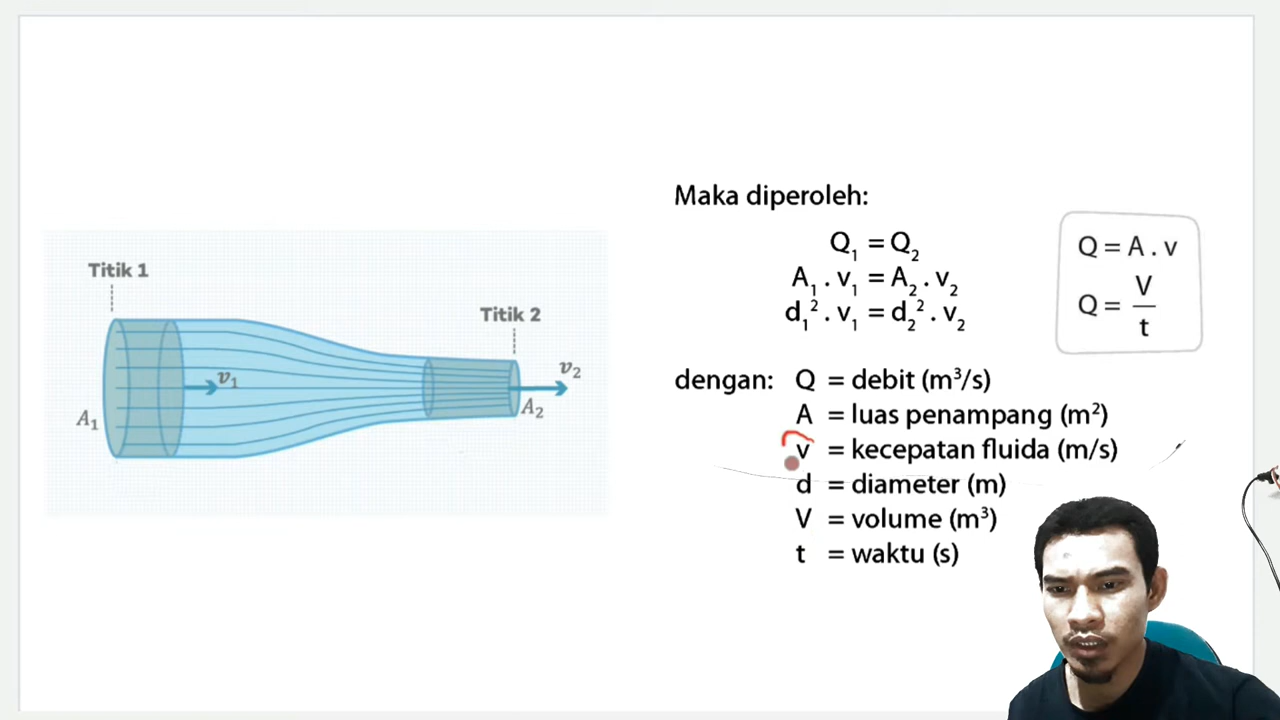 Titik 1
Titik 2
v₁
v₂
A₁
A₂
Maka diperoleh:
Q₁ = Q₂
A₁ . v₁ = A₂ . v₂
d₁² . v₁ = d₂² . v₂
Q = A . v
Q = V / t
dengan: Q = debit (m³/s)
A = luas penampang (m²)
v = kecepatan fluida (m/s)
d = diameter (m)
V = volume (m³)
t = waktu (s)